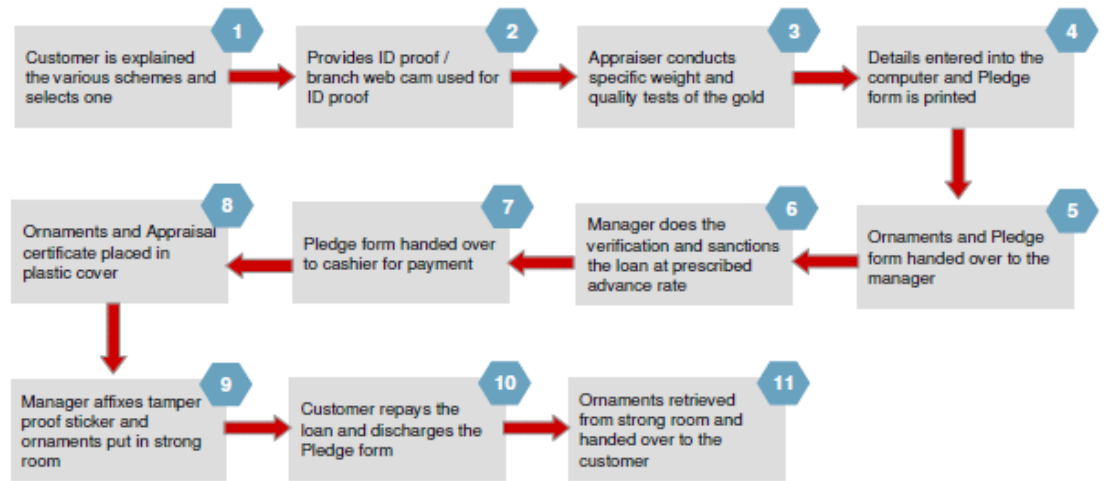 1
Customer is explained
the various schemes and
selects one
2
Provides ID proof /
branch web cam used for
ID proof
3
Appraiser conducts
specific weight and
quality tests of the gold
4
Details entered into the
computer and Pledge
form is printed
5
Ornaments and Pledge
form handed over to the
manager
6
Manager does the
verification and sanctions
the loan at prescribed
advance rate
7
Pledge form handed over
to cashier for payment
8
Ornaments and Appraisal
certificate placed in
plastic cover
9
Manager affixes tamper
proof sticker and
ornaments put in strong
room
10
Customer repays the
loan and discharges the
Pledge form
11
Ornaments retrieved
from strong room and
handed over to the
customer